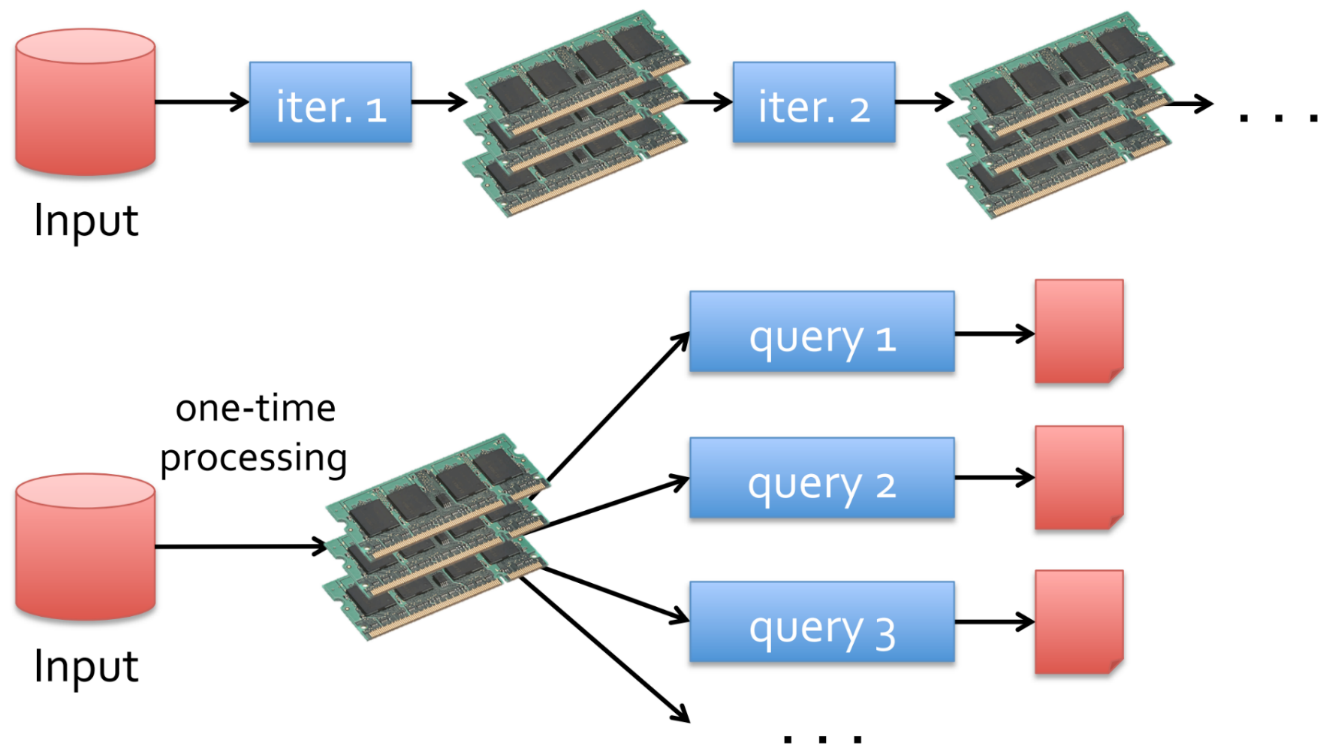 iter. 1
iter. 2
. . .
Input
one-time
processing
query 1
query 2
query 3
Input
. . .